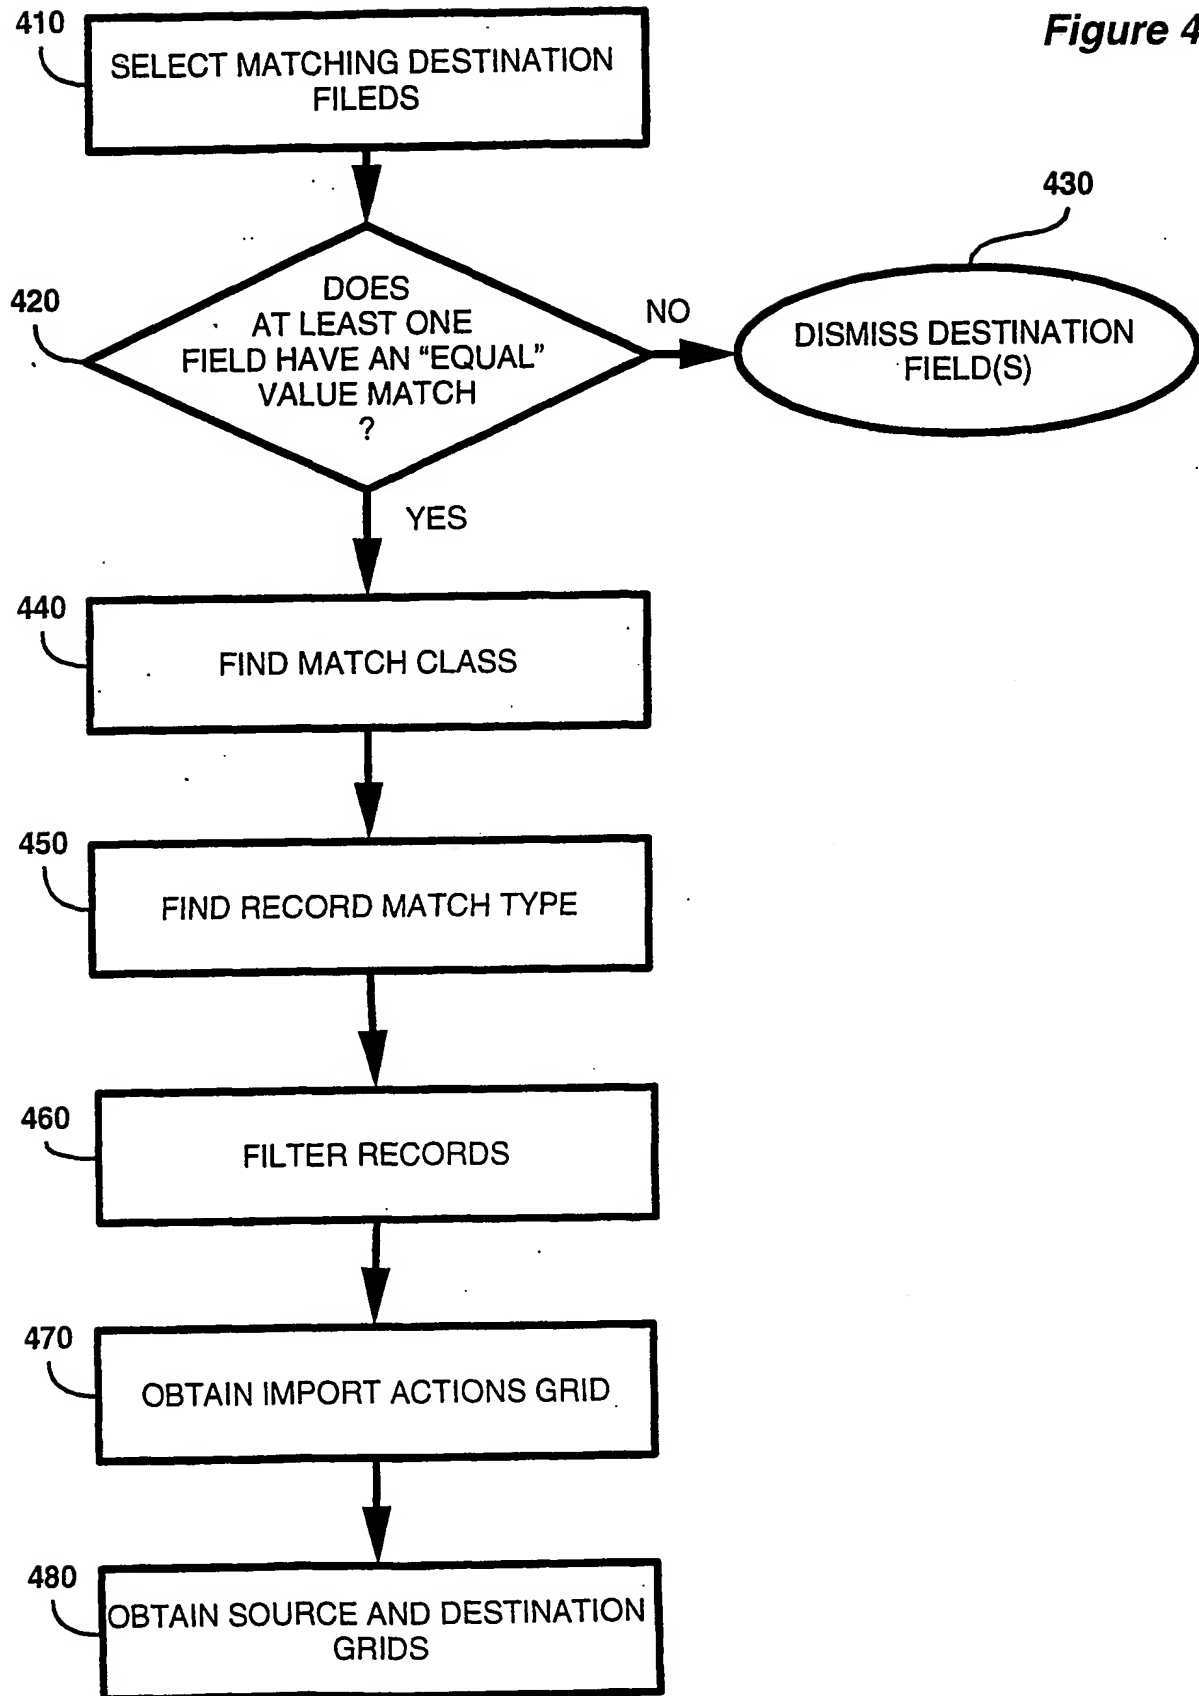 Figure 4
410
SELECT MATCHING DESTINATION
FILEDS
430
420
DOES
AT LEAST ONE
FIELD HAVE AN “EQUAL”
VALUE MATCH
?
NO
DISMISS DESTINATION
FIELD(S)
YES
440
FIND MATCH CLASS
450
FIND RECORD MATCH TYPE
460
FILTER RECORDS
470
OBTAIN IMPORT ACTIONS GRID
480
OBTAIN SOURCE AND DESTINATION
GRIDS